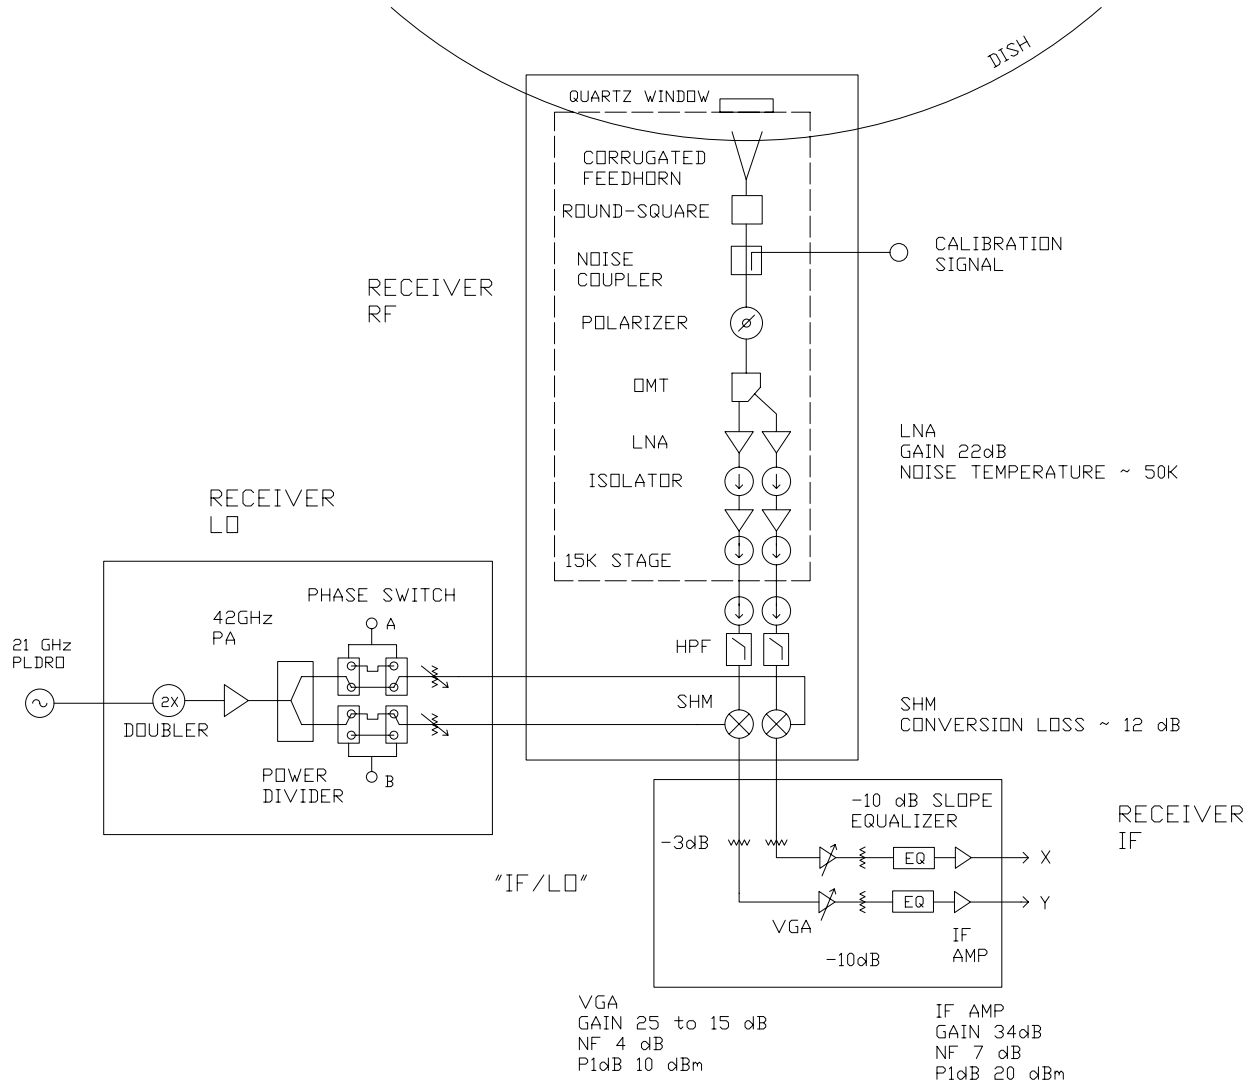 DISH
QUARTZ WINDOW
CORRUGATED
FEEDHORN
ROUND-SQUARE
NOISE
COUPLER
CALIBRATION
SIGNAL
RECEIVER
RF
POLARIZER
OMT
LNA
LNA
GAIN 22dB
NOISE TEMPERATURE ~ 50K
ISOLATOR
RECEIVER
LO
15K STAGE
PHASE SWITCH
A
42GHz
PA
21 GHz
PLDRO
HPF
2X
DOUBLER
SHM
SHM
CONVERSION LOSS ~ 12 dB
POWER
DIVIDER
B
-10 dB SLOPE
EQUALIZER
RECEIVER
IF
-3dB
EQ
X
"IF/LO"
EQ
Y
VGA
IF
AMP
-10dB
VGA
GAIN 25 to 15 dB
NF 4 dB
P1dB 10 dBm
IF AMP
GAIN 34dB
NF 7 dB
P1dB 20 dBm